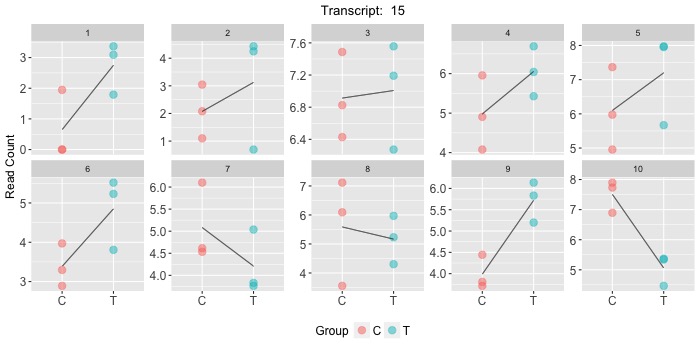 Transcript: 15
Read Count
1 2 3 4 5
3 2 1 0
4 3 2 1
7.6 7.2 6.8 6.4
6 5 4
8 7 6 5
6 7 8 9 10
5 4 3
6.0 5.5 5.0 4.5 4.0
7 6 5 4
6.0 5.5 5.0 4.5 4.0
8 7 6 5
C T C T C T C T C T
Group C T